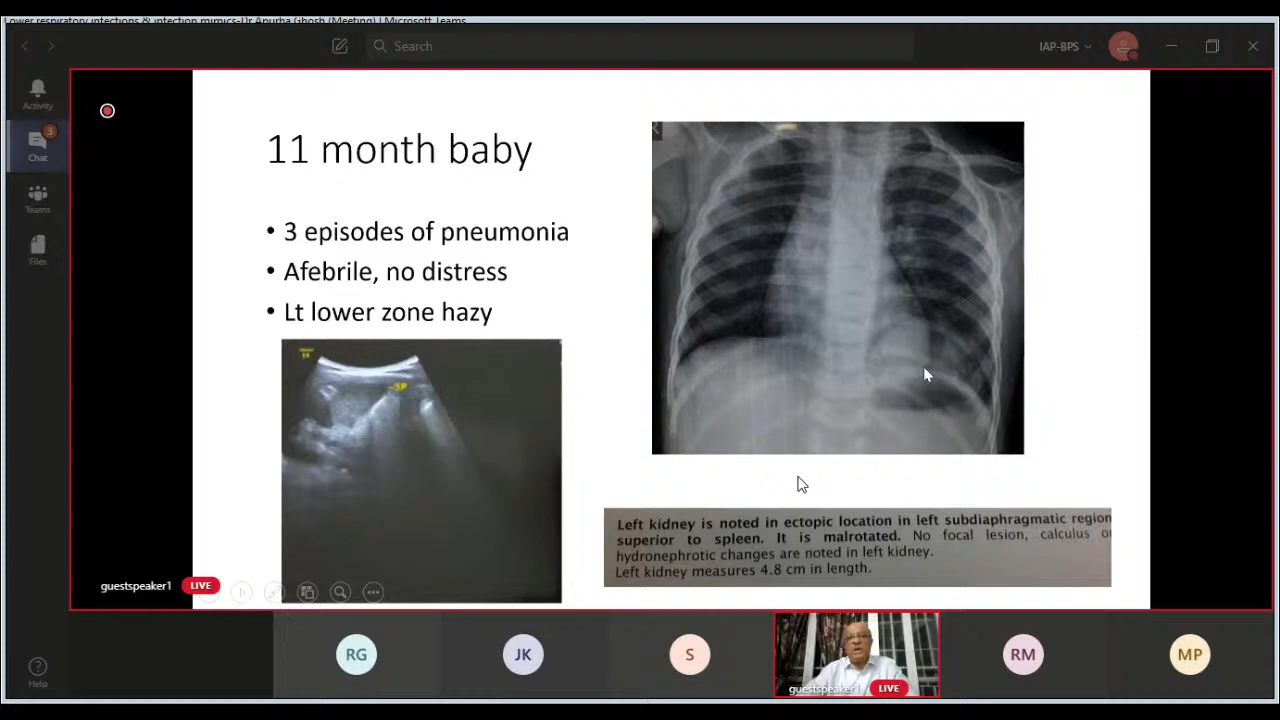 Lower respiratory infections & infection mimics-Dr Apurba Ghosh (Meeting) | Microsoft Teams
Search
IAP-BPS
Activity
3
Chat
Teams
Files
Help
11 month baby
• 3 episodes of pneumonia
• Afebrile, no distress
• Lt lower zone hazy
Left kidney is noted in ectopic location in left subdiaphragmatic region
superior to spleen. It is malrotated. No focal lesion, calculus
hydronephrotic changes are noted in left kidney.
Left kidney measures 4.8 cm in length.
guestspeaker1 LIVE
RG
JK
S
guestspeaker1 LIVE
RM
MP